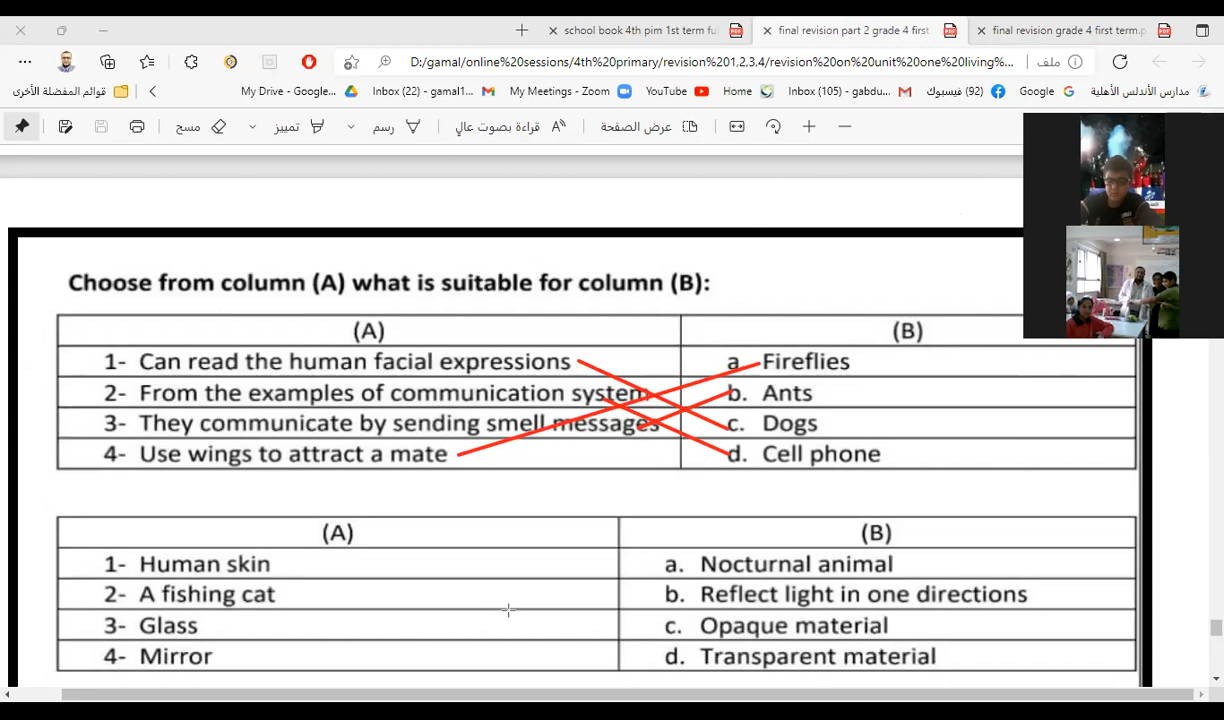 school book 4th pim 1st term fu
final revision part 2 grade 4 first
final revision grade 4 first term.p
D:/gamal/online%20sessions/4th%20primary/revision%201,2,3,4/revision%20on%20unit%20one%20living%...
ملف
قوائم المفضلة الأخرى
My Drive - Google...
Inbox (22) - gamal1...
My Meetings - Zoom
YouTube
Home
Inbox (105) - gabdu...
(92) فيسبوك
Google
مدارس الأندلس الأهلية
مسح
تمييز
رسم
قراءة بصوت عالٍ
عرض الصفحة
Choose from column (A) what is suitable for column (B):
(A) (B)
1- Can read the human facial expressions a. Fireflies
2- From the examples of communication system b. Ants
3- They communicate by sending smell messages c. Dogs
4- Use wings to attract a mate d. Cell phone
(A) (B)
1- Human skin a. Nocturnal animal
2- A fishing cat b. Reflect light in one directions
3- Glass c. Opaque material
4- Mirror d. Transparent material